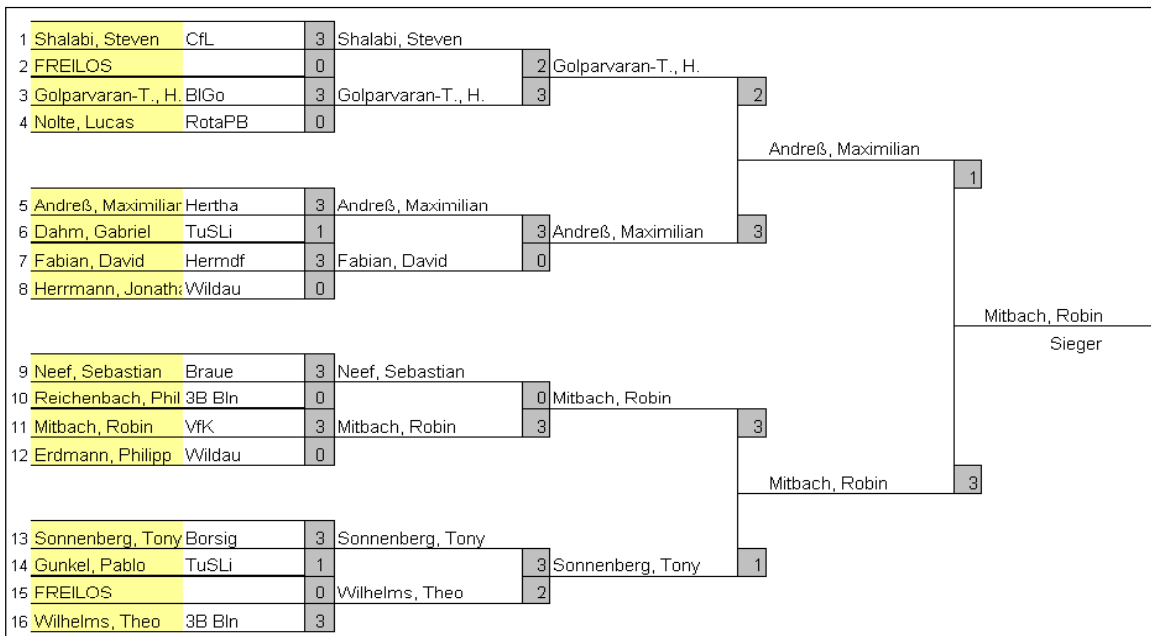 1 Shalabi, Steven CfL 3 Shalabi, Steven
2 FREILOS 0 2 Golparvaran-T., H.
3 Golparvaran-T., H. BlGo 3 Golparvaran-T., H. 3 2
4 Nolte, Lucas RotaPB 0
Andreß, Maximilian
1
5 Andreß, Maximiliar Hertha 3 Andreß, Maximilian
6 Dahm, Gabriel TuSLi 1 3 Andreß, Maximilian 3
7 Fabian, David Hermdf 3 Fabian, David 0
8 Herrmann, Jonatha Wildau 0
Mitbach, Robin
Sieger
9 Neef, Sebastian Braue 3 Neef, Sebastian
10 Reichenbach, Phil 3B Bln 0 0 Mitbach, Robin
11 Mitbach, Robin VfK 3 Mitbach, Robin 3 3
12 Erdmann, Philipp Wildau 0
Mitbach, Robin 3
13 Sonnenberg, Tony Borsig 3 Sonnenberg, Tony
14 Gunkel, Pablo TuSLi 1 3 Sonnenberg, Tony 1
15 FREILOS 0 Wilhelms, Theo 2
16 Wilhelms, Theo 3B Bln 3